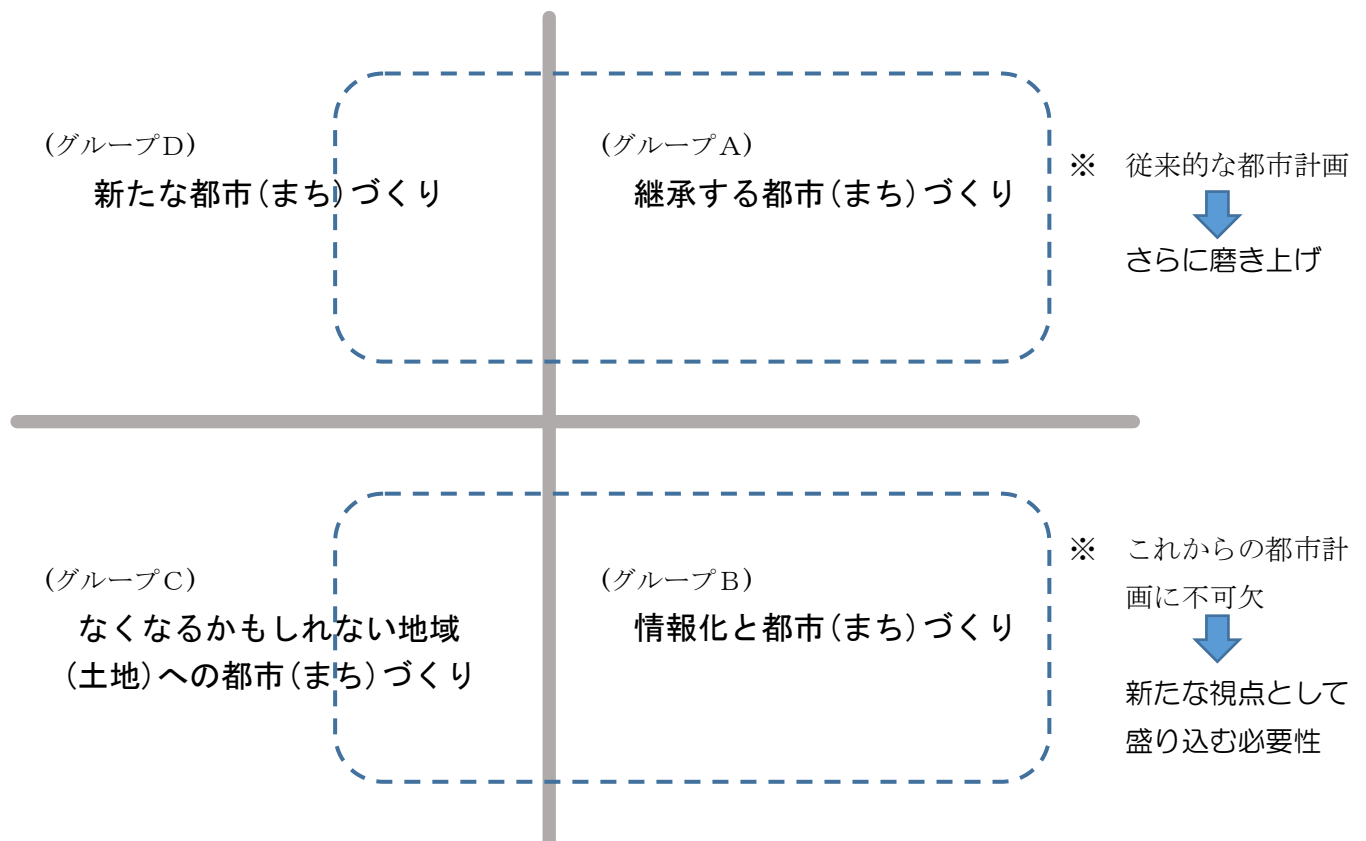 (グループD)
新たな都市(まち)づくり
(グループA)
継承する都市(まち)づくり
※ 従来的な都市計画
さらに磨き上げ
(グループC)
なくなるかもしれない地域
(土地)への都市(まち)づくり
(グループB)
情報化と都市(まち)づくり
※ これからの都市計
画に不可欠
新たな視点として
盛り込む必要性